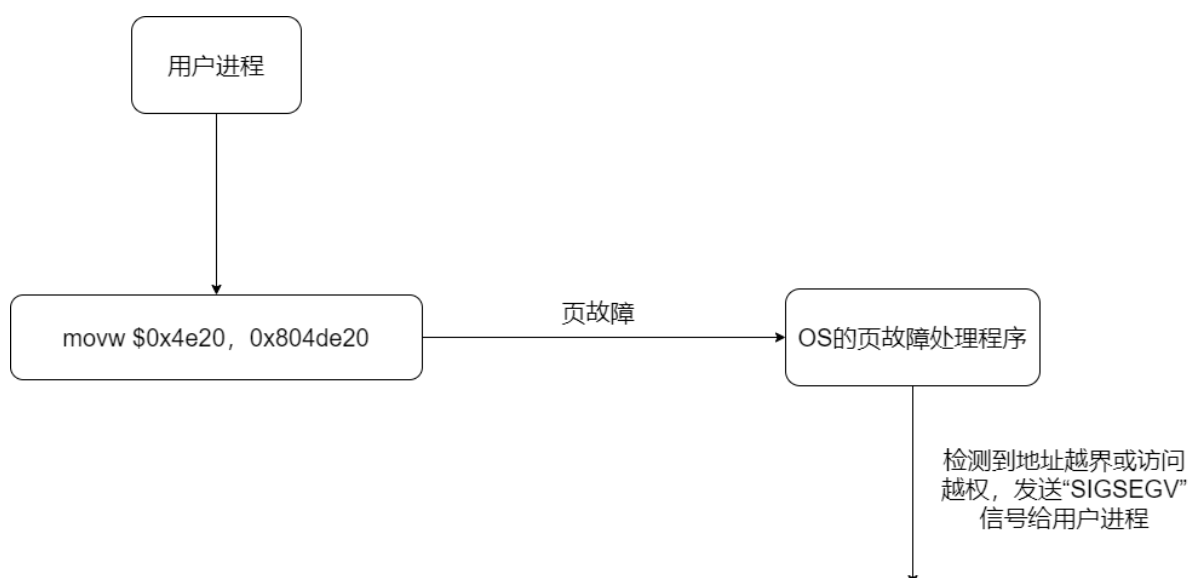 用户进程
movw $0x4e20，0x804de20
页故障
OS的页故障处理程序
检测到地址越界或访问
越权，发送“SIGSEGV”
信号给用户进程